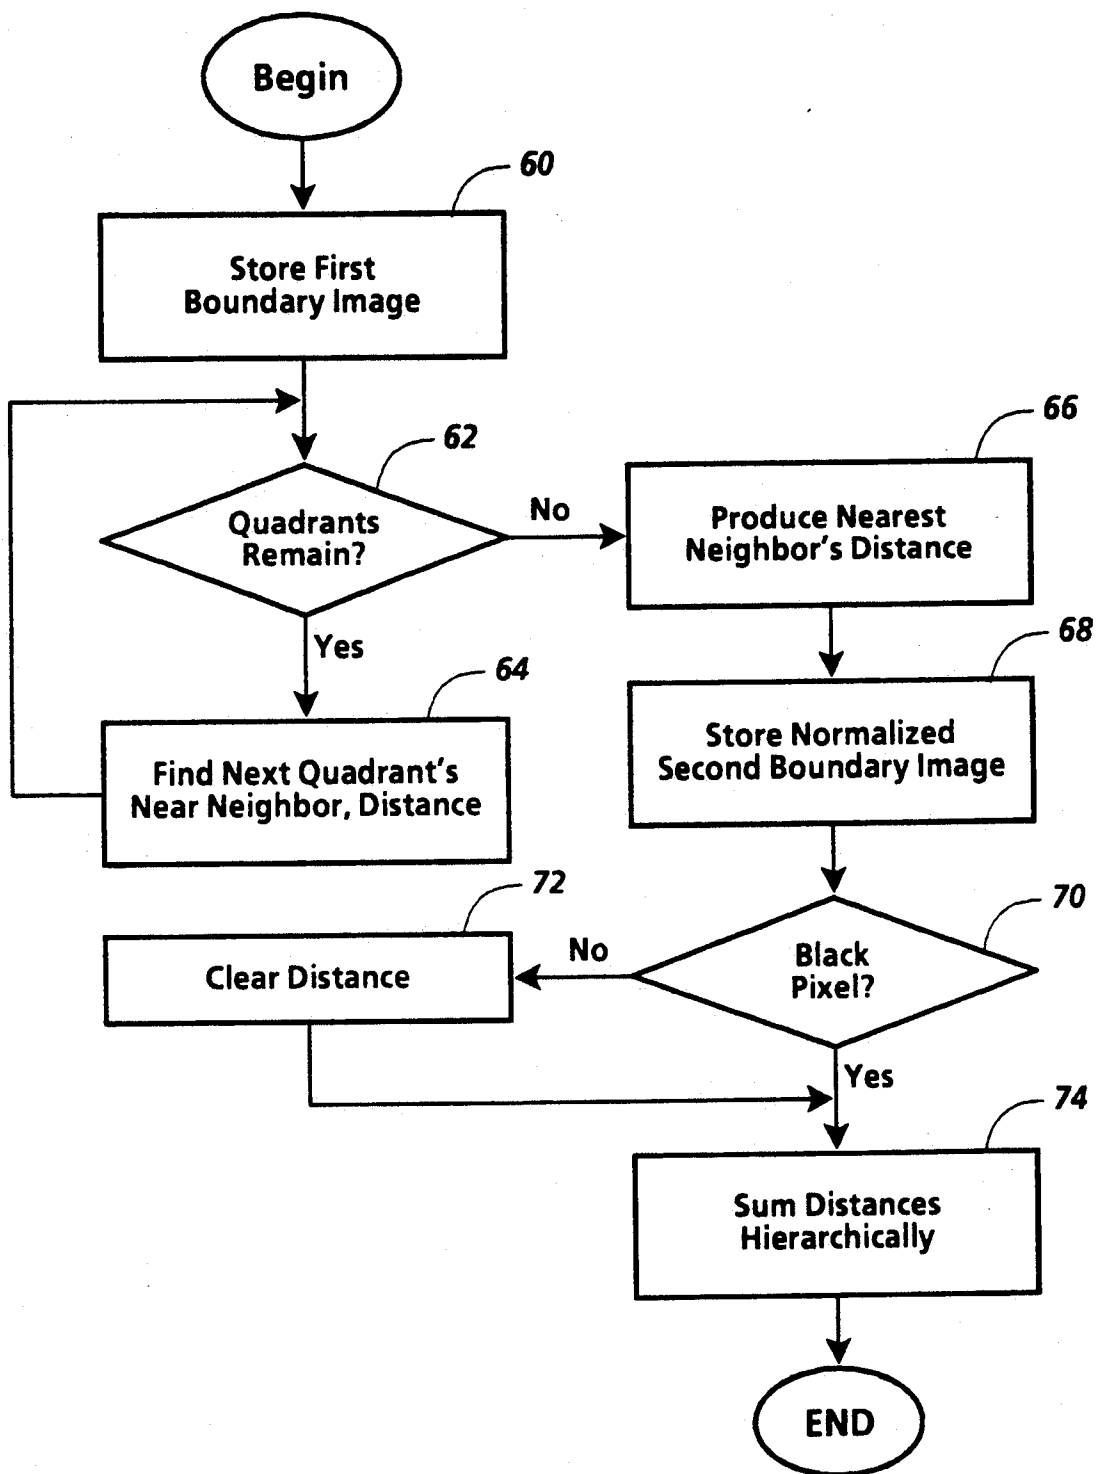 Begin
60
Store First
Boundary Image
62
Quadrants
Remain?
No
Yes
64
Find Next Quadrant's
Near Neighbor, Distance
66
Produce Nearest
Neighbor's Distance
68
Store Normalized
Second Boundary Image
70
Black
Pixel?
No
72
Clear Distance
Yes
74
Sum Distances
Hierarchically
END